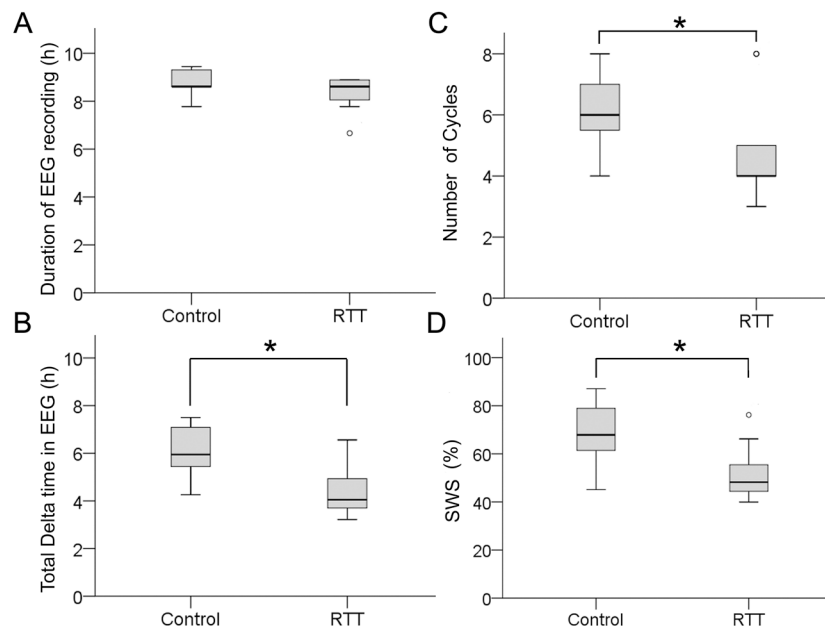 A
Duration of EEG recording (h)
10
8
6
4
2
0
Control
RTT
B
Total Delta time in EEG (h)
10
8
6
4
2
0
*
Control
RTT
C
Number of Cycles
8
6
4
2
0
*
Control
RTT
D
SWS (%)
100
80
60
40
20
0
*
Control
RTT